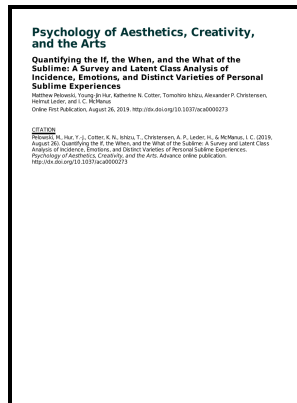 Psychology of Aesthetics, Creativity,
and the Arts
Quantifying the If, the When, and the What of the
Sublime: A Survey and Latent Class Analysis of
Incidence, Emotions, and Distinct Varieties of Personal
Sublime Experiences
Matthew Pelowski, Young-Jin Hur, Katherine N. Cotter, Tomohiro Ishizu, Alexander P. Christensen,
Helmut Leder, and I. C. McManus
Online First Publication, August 26, 2019. http://dx.doi.org/10.1037/aca0000273
CITATION
Pelowski, M., Hur, Y.-J., Cotter, K. N., Ishizu, T., Christensen, A. P., Leder, H., & McManus, I. C. (2019,
August 26). Quantifying the If, the When, and the What of the Sublime: A Survey and Latent Class
Analysis of Incidence, Emotions, and Distinct Varieties of Personal Sublime Experiences.
Psychology of Aesthetics, Creativity, and the Arts. Advance online publication.
http://dx.doi.org/10.1037/aca0000273